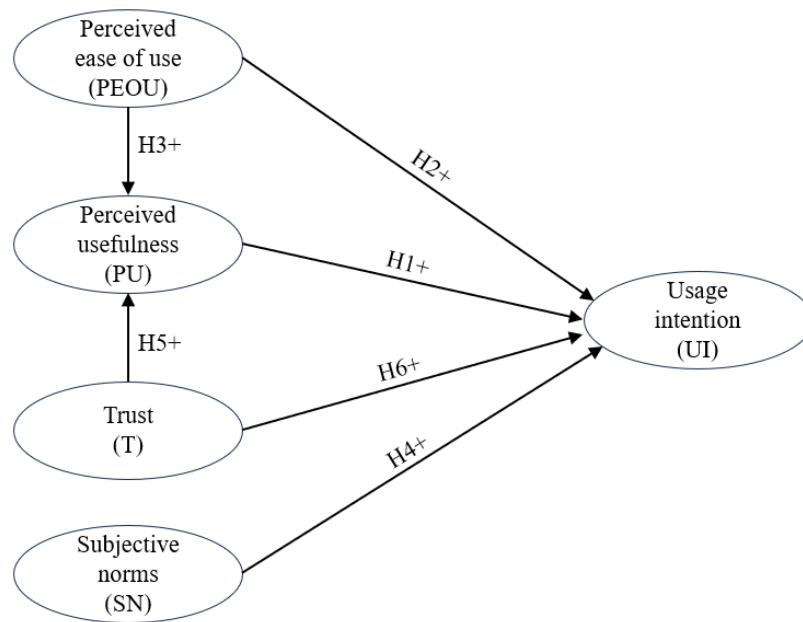 Perceived
ease of use
(PEOU)
H3+
H2+
Perceived
usefulness
(PU)
H1+
Usage
intention
(UI)
H5+
H6+
Trust
(T)
H4+
Subjective
norms
(SN)